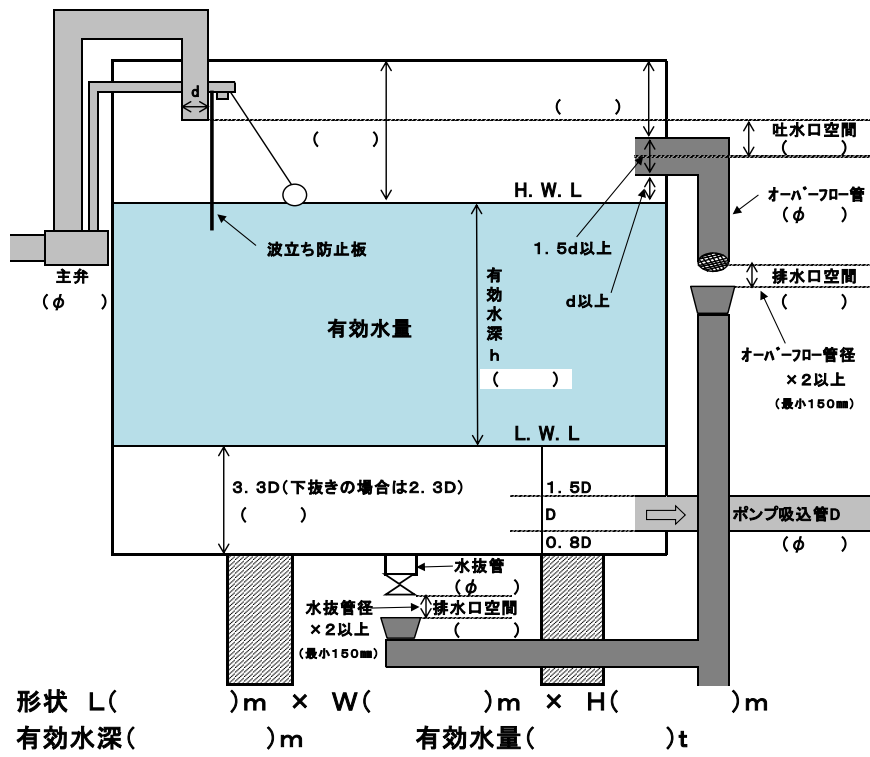 d
(　　　)
(　　　)
吐水口空間
(　　　)
H．W．L
オーバーフロー管
(φ　　)
波立ち防止板
1．5d以上
主弁
(φ　　)
有効水深h
(　　　)
d以上
排水口空間
(　　　)
有効水量
オーバーフロー管径
×2以上
(最小150㎜)
L．W．L
3．3D(下抜きの場合は2．3D)
(　　　)
1．5D
D
0．8D
ポンプ吸込管D
(φ　　)
水抜管
(φ　　)
水抜管径
×2以上
(最小150㎜)
排水口空間
(　　　)
形状　L(　　　　　)m　×　W(　　　　　)m　×　H(　　　　　)m
有効水深(　　　　　)m　　　　有効水量(　　　　　)t